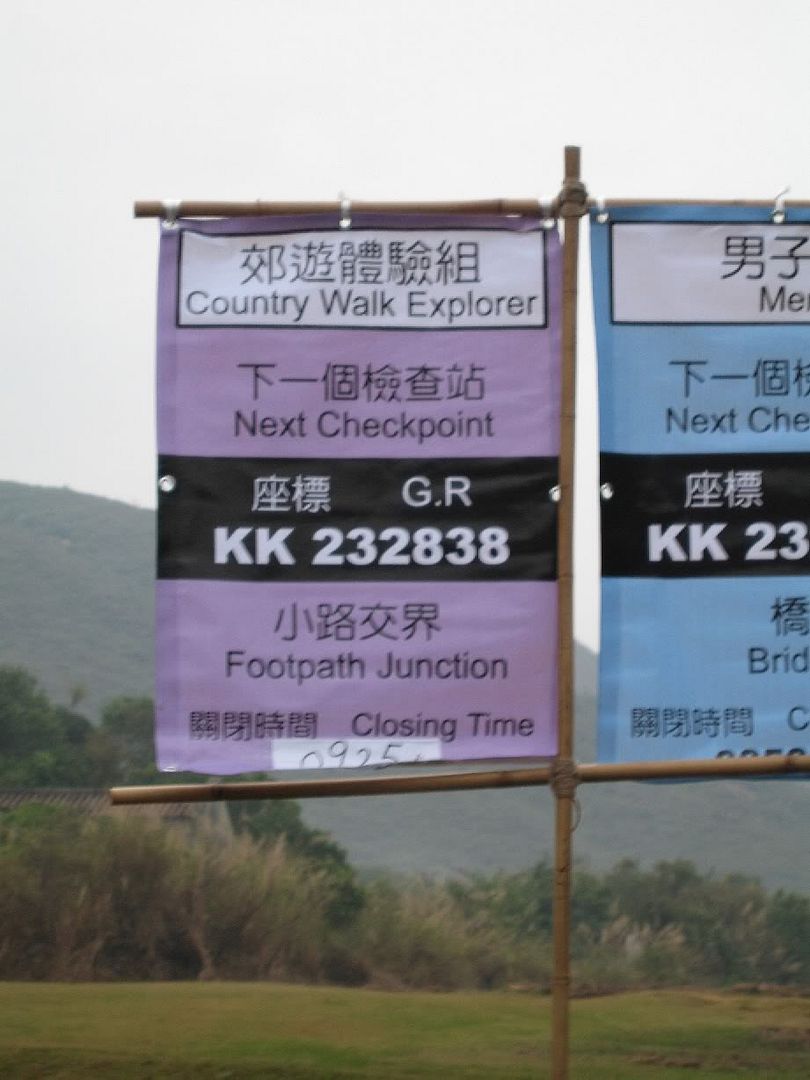 郊遊體驗組
Country Walk Explorer
下一個檢查站
Next Checkpoint
座標 G.R
KK 232838
小路交界
Footpath Junction
關閉時間 Closing Time
0925
男子
下一個
Next Che
座標
KK 23
橋
Brid
關閉時間 C